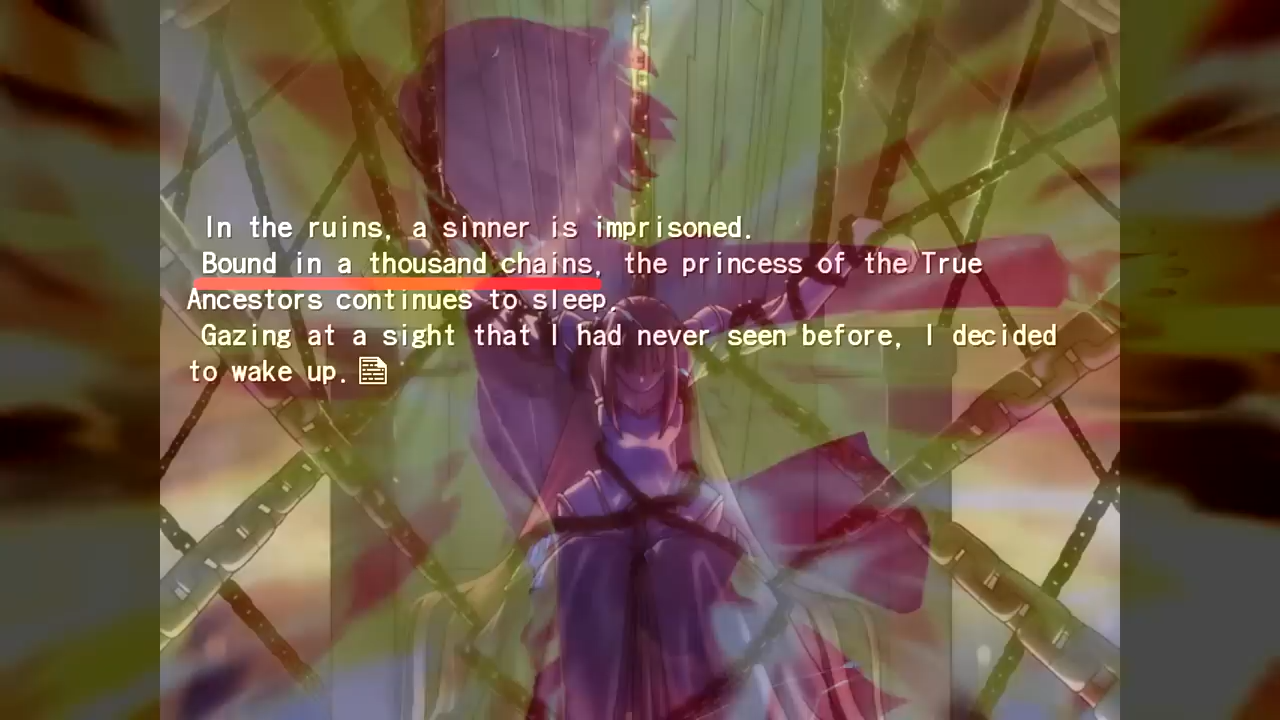 In the ruins, a sinner is imprisoned.
Bound in a thousand chains, the princess of the True
Ancestors continues to sleep.
Gazing at a sight that I had never seen before, I decided
to wake up.